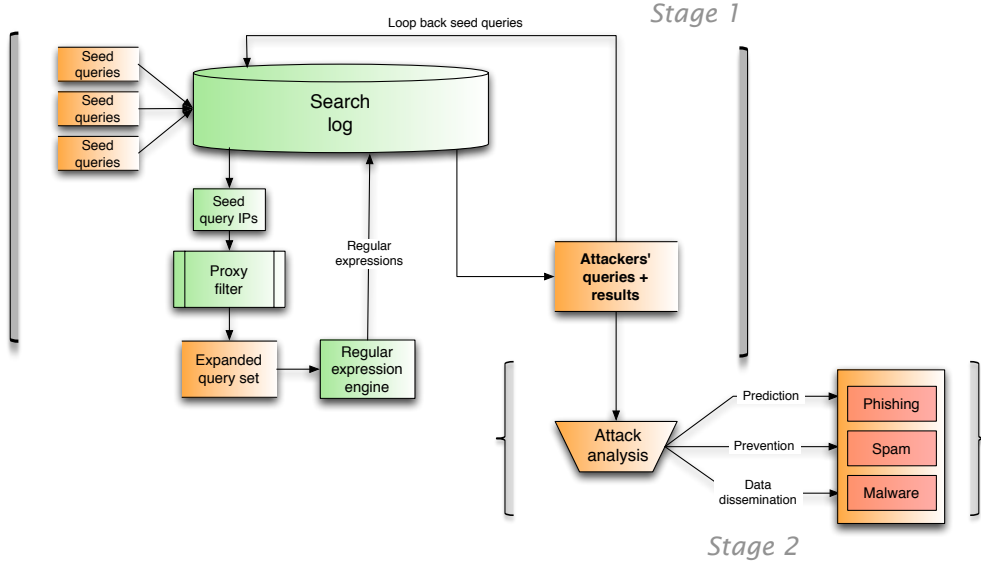 Stage 1
Loop back seed queries
Seed
queries
Seed
queries
Seed
queries
Search
log
Seed
query IPs
Proxy
filter
Regular
expressions
Expanded
query set
Regular
expression
engine
Attackers'
queries +
results
Attack
analysis
Prediction
Prevention
Data
dissemination
Phishing
Spam
Malware
Stage 2